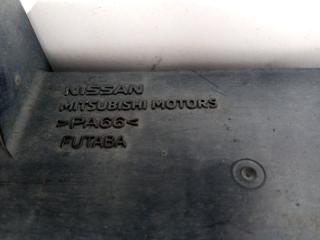 NISSAN
MITSUBISHI MOTORS
>PA66<
FUTABA